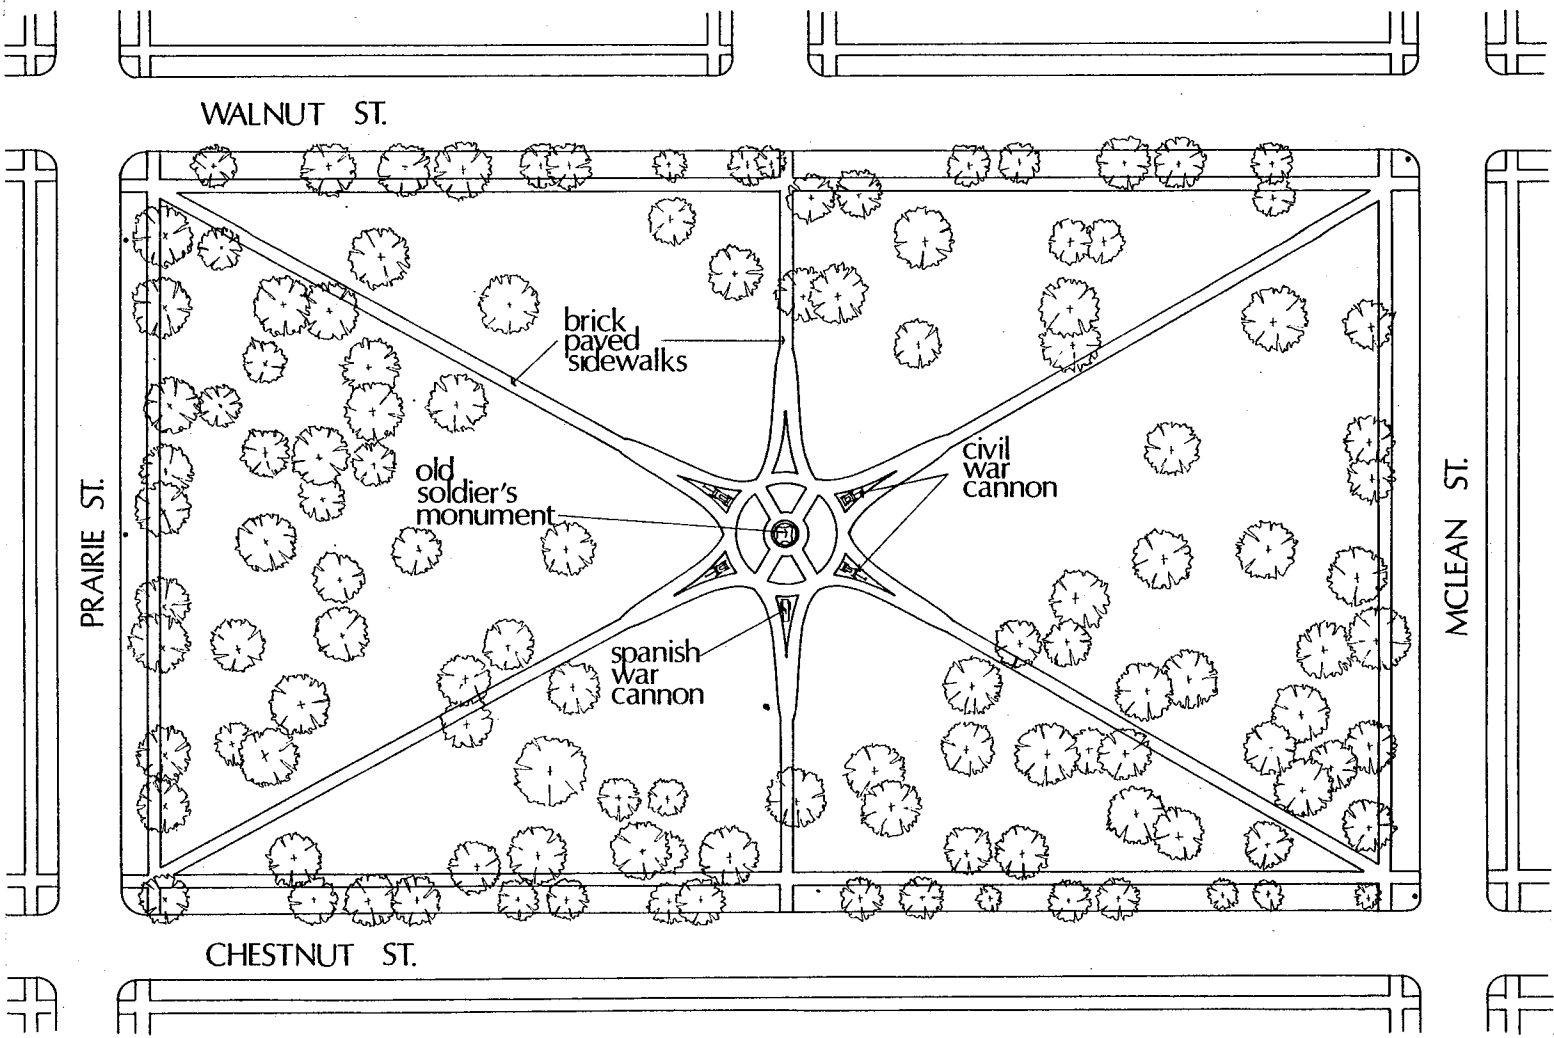 WALNUT ST.
brick
paved
sidewalks
civil
war
cannon
old
soldier's
monument
PRAIRIE ST.
MCLEAN ST.
spanish
war
cannon
CHESTNUT ST.